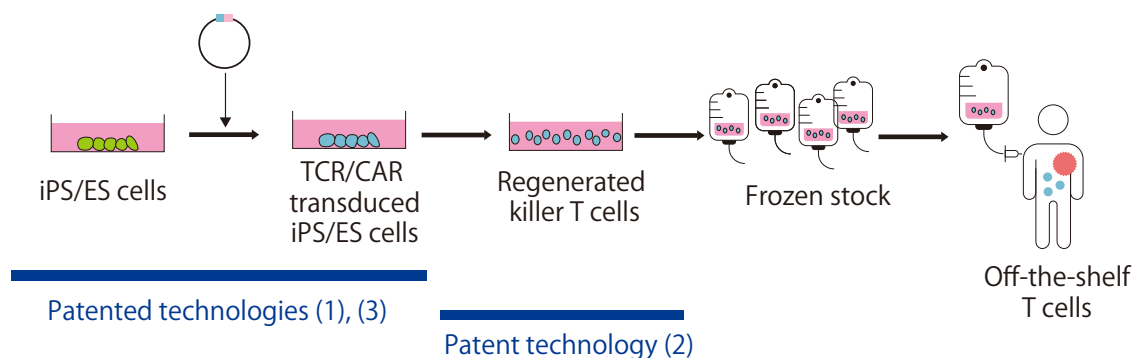 iPS/ES cells
TCR/CAR
transduced
iPS/ES cells
Regenerated
killer T cells
Frozen stock
Off-the-shelf
T cells
Patented technologies (1), (3)
Patent technology (2)